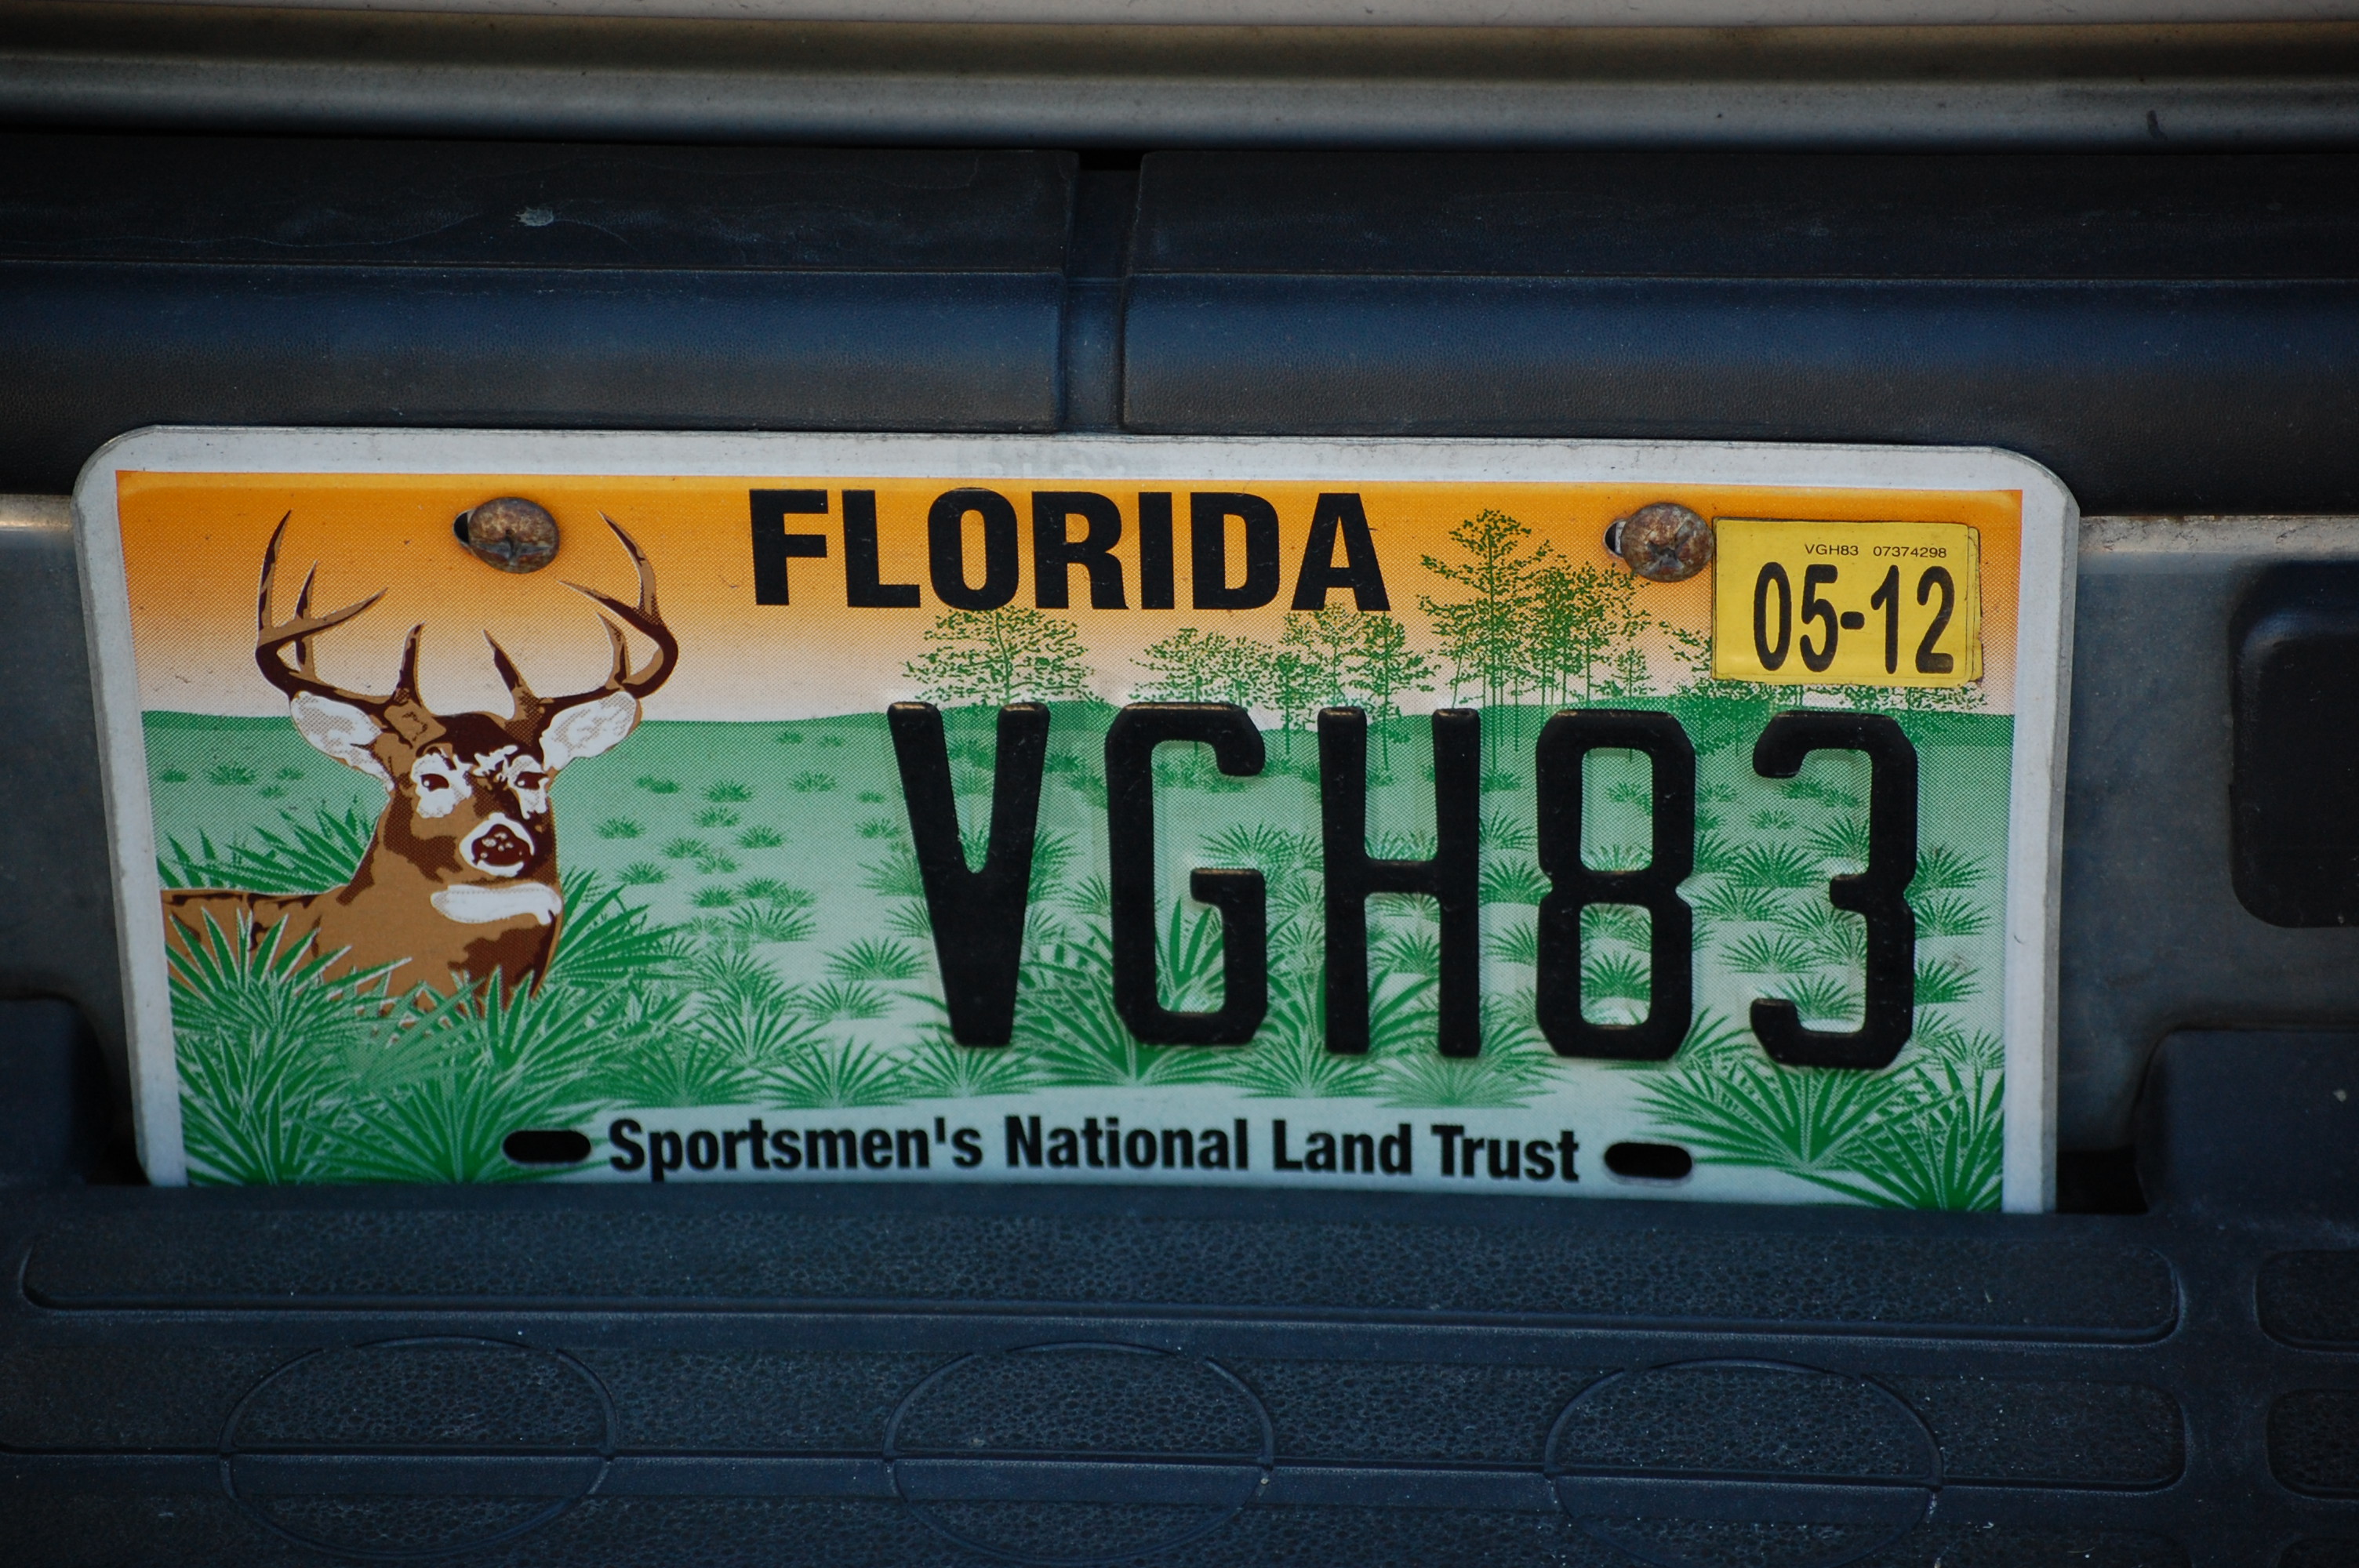 FLORIDA
VGH83 07374298
05-12
VGH83
Sportsmen's National Land Trust